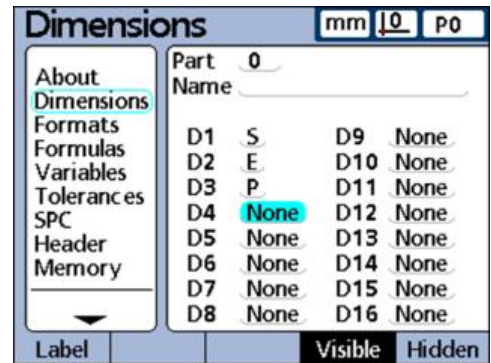 Dimensions mm 0 P0
About
Dimensions
Formats
Formulas
Variables
Tolerances
SPC
Header
Memory
Part 0
Name
D1 S D9 None
D2 E D10 None
D3 P D11 None
D4 None D12 None
D5 None D13 None
D6 None D14 None
D7 None D15 None
D8 None D16 None
Label Visible Hidden